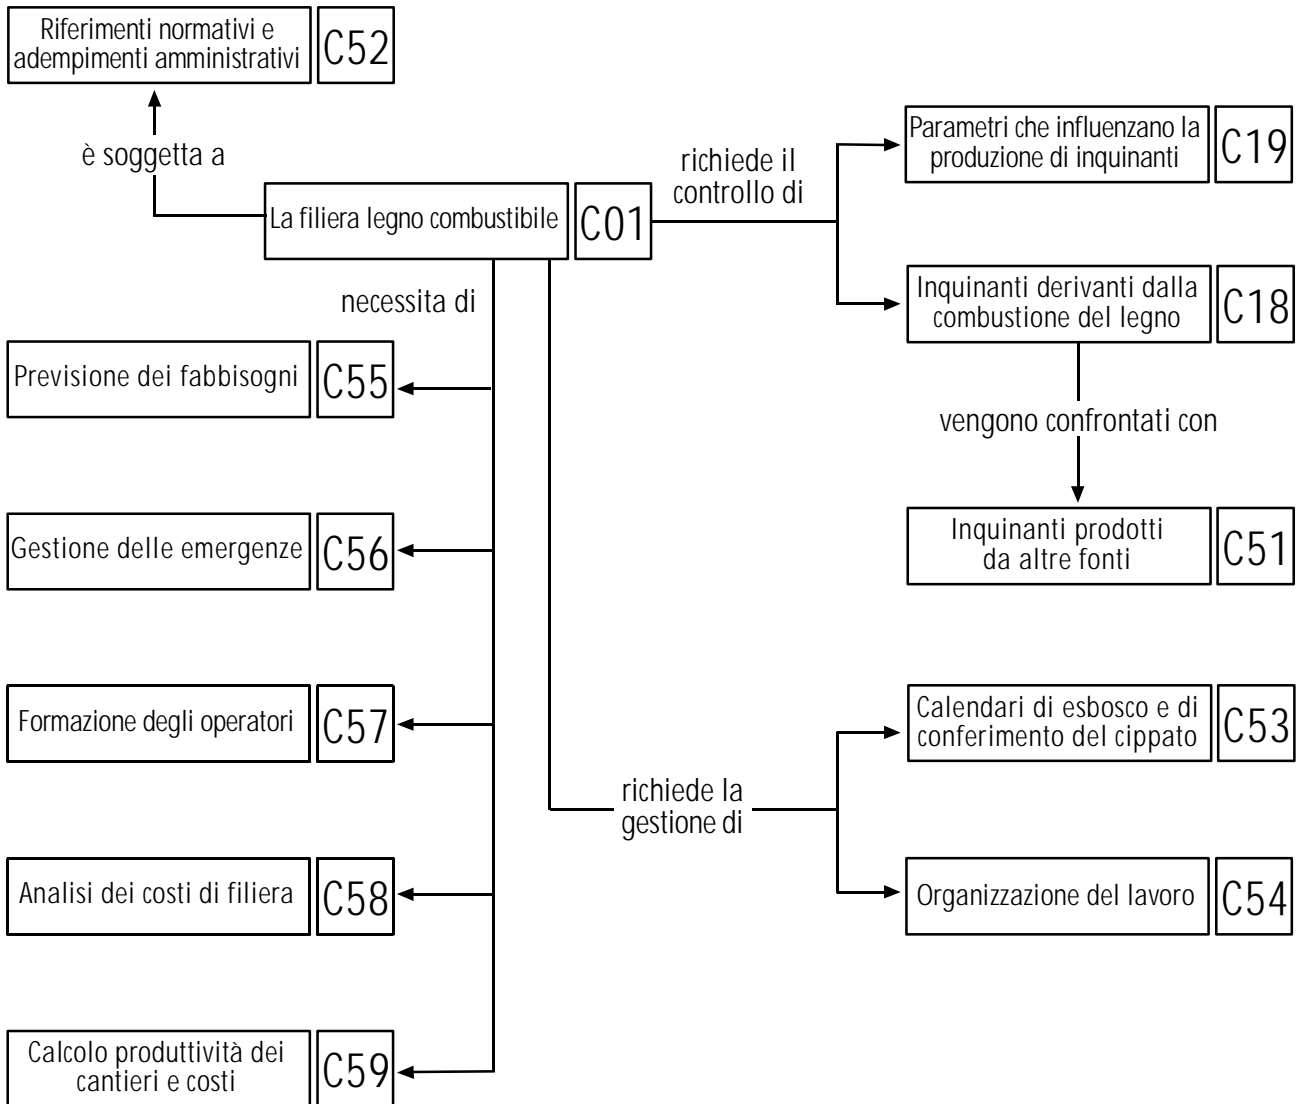 Riferimenti normativi e
adempimenti amministrativi
C52
è soggetta a
La filiera legno combustibile
C01
richiede il
controllo di
Parametri che influenzano la
produzione di inquinanti
C19
Inquinanti derivanti dalla
combustione del legno
C18
vengono confrontati con
Inquinanti prodotti
da altre fonti
C51
necessita di
Previsione dei fabbisogni
C55
Gestione delle emergenze
C56
Formazione degli operatori
C57
Analisi dei costi di filiera
C58
Calcolo produttività dei
cantieri e costi
C59
richiede la
gestione di
Calendari di esbosco e di
conferimento del cippato
C53
Organizzazione del lavoro
C54